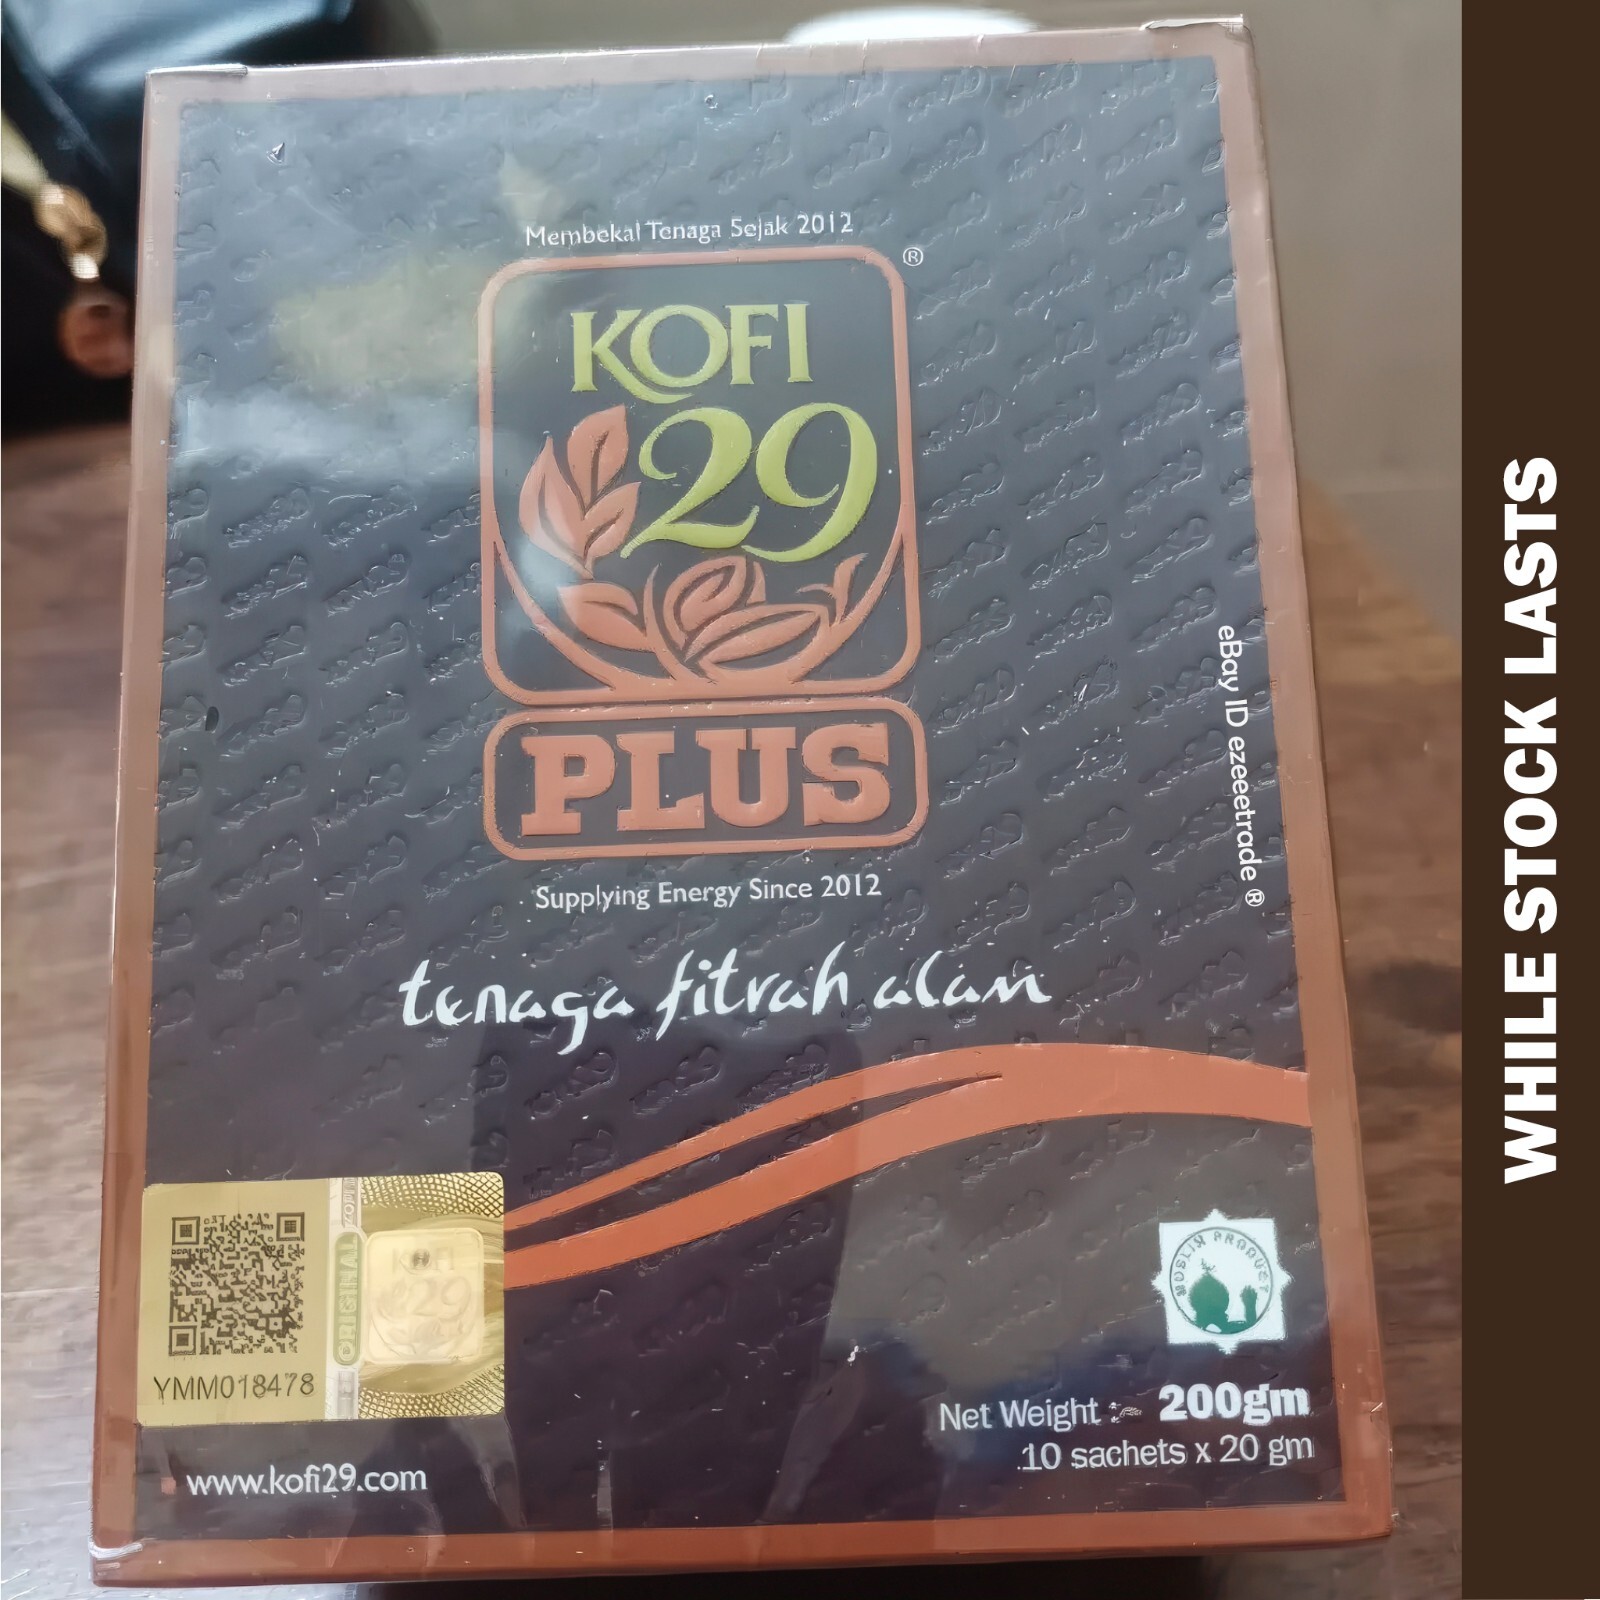 Membekal Tenaga Sejak 2012
®
KOFI
29
PLUS
Supplying Energy Since 2012
tenaga fitrah alam
eBay ID ezeeetrade ®
WHILE STOCK LASTS
ORIGINAL
KOFI
29
YMM018478
MUSLIM PRODUCT
Net Weight : 200gm
10 sachets x 20 gm
www.kofi29.com